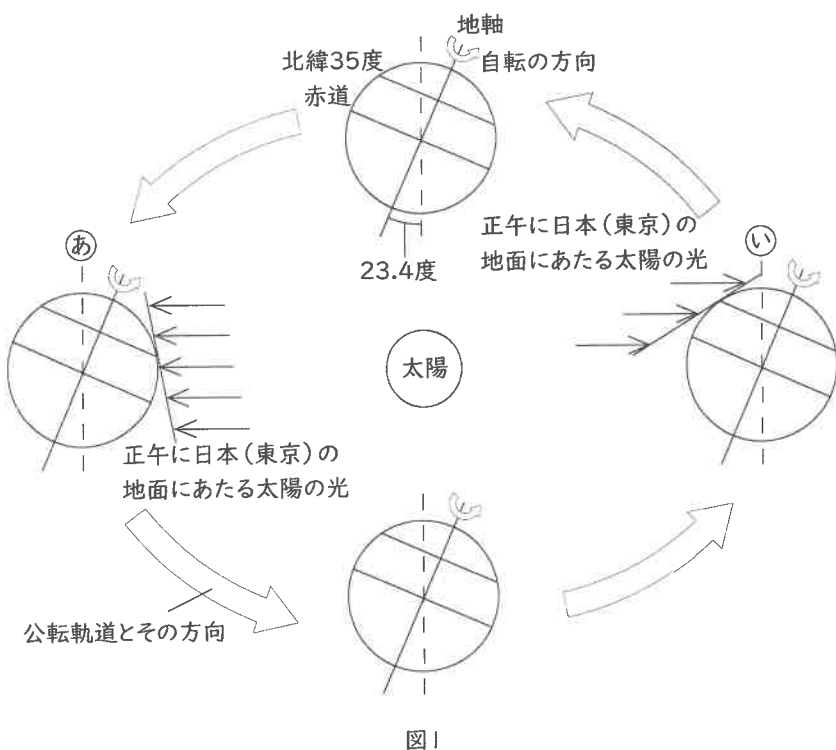 地軸
北緯35度
自転の方向
赤道
23.4度
正午に日本(東京)の
地面にあたる太陽の光
あ
い
太陽
正午に日本(東京)の
地面にあたる太陽の光
公転軌道とその方向
図1